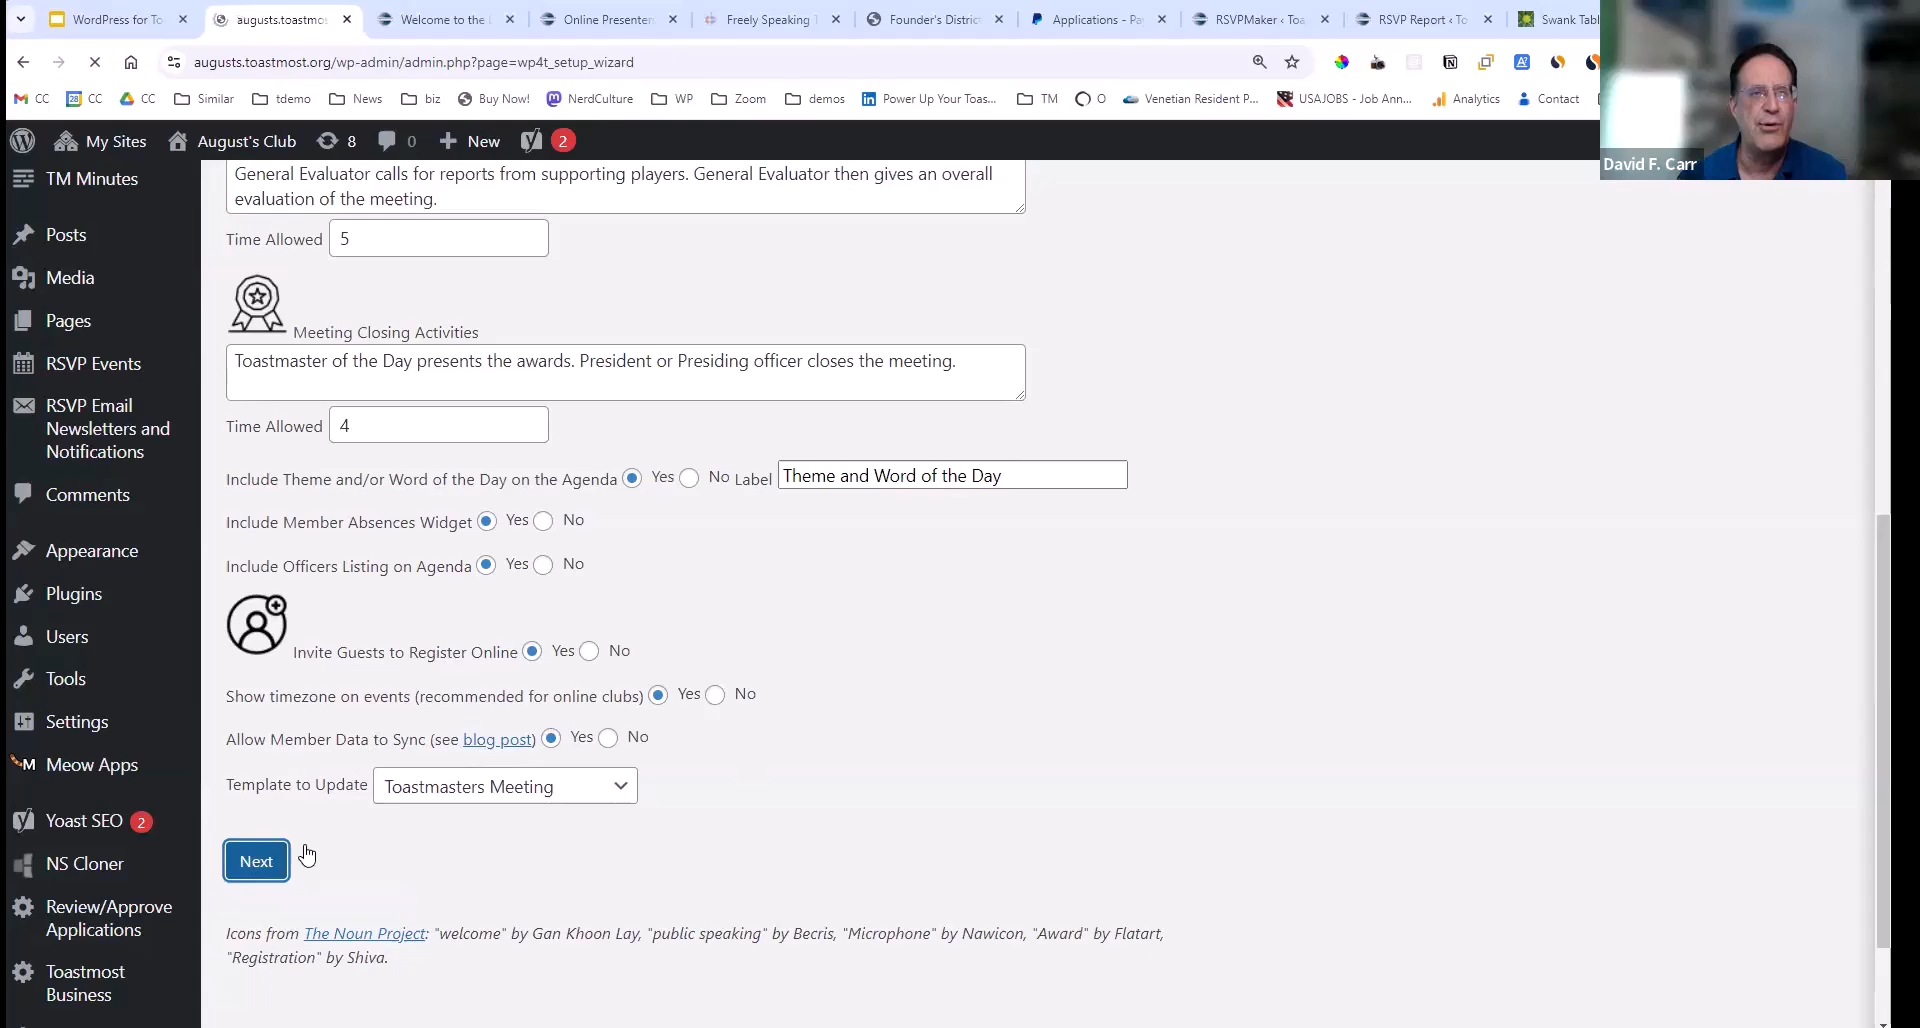 WordPress for To
augusts.toastmos
Welcome to the
Online Presenters
Freely Speaking T
Founder's District
Applications - Pa
RSVPMaker ‹ Toa
RSVP Report ‹ To
Swank Tabl
augusts.toastmost.org/wp-admin/admin.php?page=wp4t_setup_wizard
CC
CC
CC
Similar
tdemo
News
biz
Buy Now!
NerdCulture
WP
Zoom
demos
Power Up Your Toas...
TM
O
Venetian Resident P...
USAJOBS - Job Ann...
Analytics
Contact
David F. Carr
My Sites
August's Club
8
0
New
2
TM Minutes
Posts
Media
Pages
RSVP Events
RSVP Email
Newsletters and
Notifications
Comments
Appearance
Plugins
Users
Tools
Settings
Meow Apps
Yoast SEO 2
NS Cloner
Review/Approve
Applications
Toastmost
Business
General Evaluator calls for reports from supporting players. General Evaluator then gives an overall
evaluation of the meeting.
Time Allowed 5
Meeting Closing Activities
Toastmaster of the Day presents the awards. President or Presiding officer closes the meeting.
Time Allowed 4
Include Theme and/or Word of the Day on the Agenda Yes No Label Theme and Word of the Day
Include Member Absences Widget Yes No
Include Officers Listing on Agenda Yes No
Invite Guests to Register Online Yes No
Show timezone on events (recommended for online clubs) Yes No
Allow Member Data to Sync (see blog post) Yes No
Template to Update Toastmasters Meeting
Next
Icons from The Noun Project: "welcome" by Gan Khoon Lay, "public speaking" by Becris, "Microphone" by Nawicon, "Award" by Flatart,
"Registration" by Shiva.